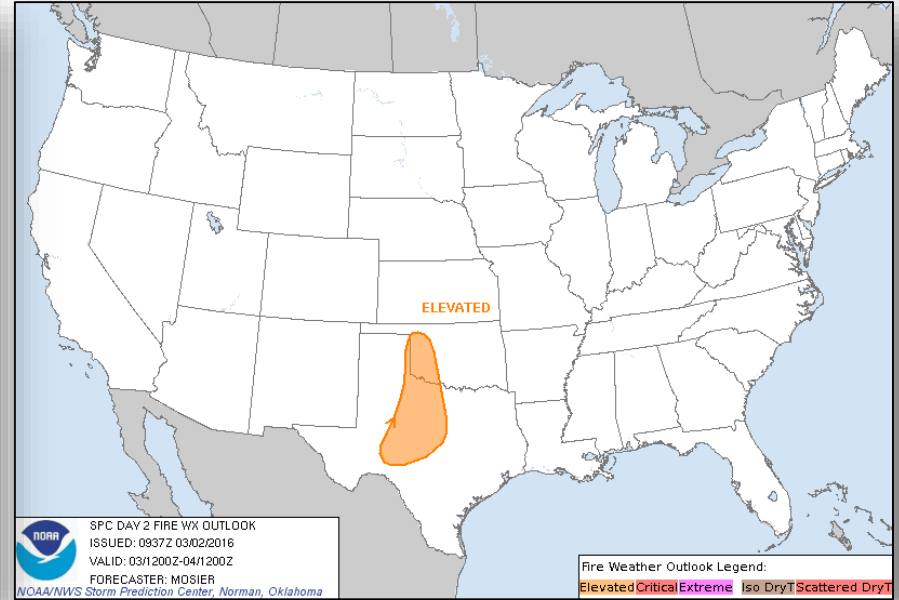 ELEVATED
NOAA
SPC DAY 2 FIRE WX OUTLOOK
ISSUED: 0937Z 03/02/2016
VALID: 03/1200Z-04/1200Z
FORECASTER: MOSIER
NOAA/NWS Storm Prediction Center, Norman, Oklahoma
Fire Weather Outlook Legend:
Elevated Critical Extreme Iso DryT Scattered DryT